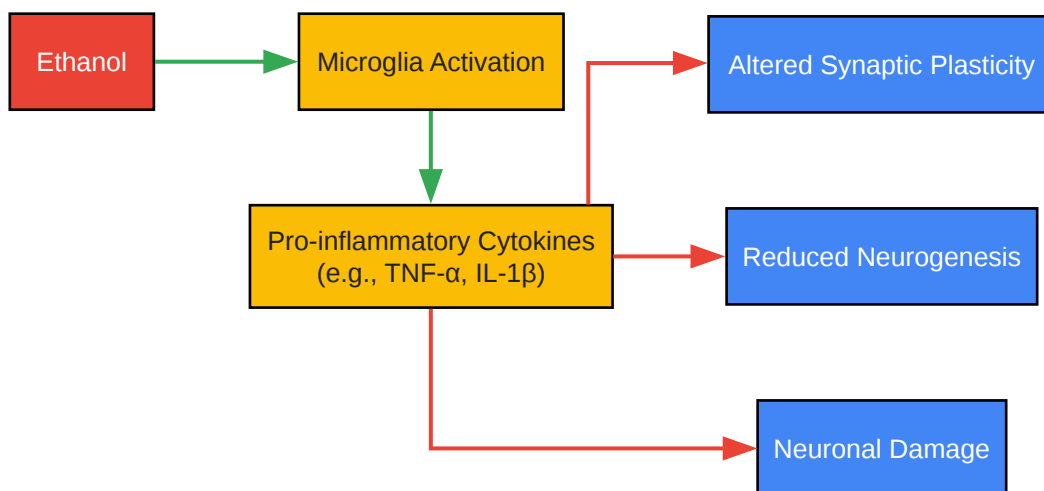 Ethanol
Microglia Activation
Altered Synaptic Plasticity
Pro-inflammatory Cytokines
(e.g., TNF-α, IL-1β)
Reduced Neurogenesis
Neuronal Damage